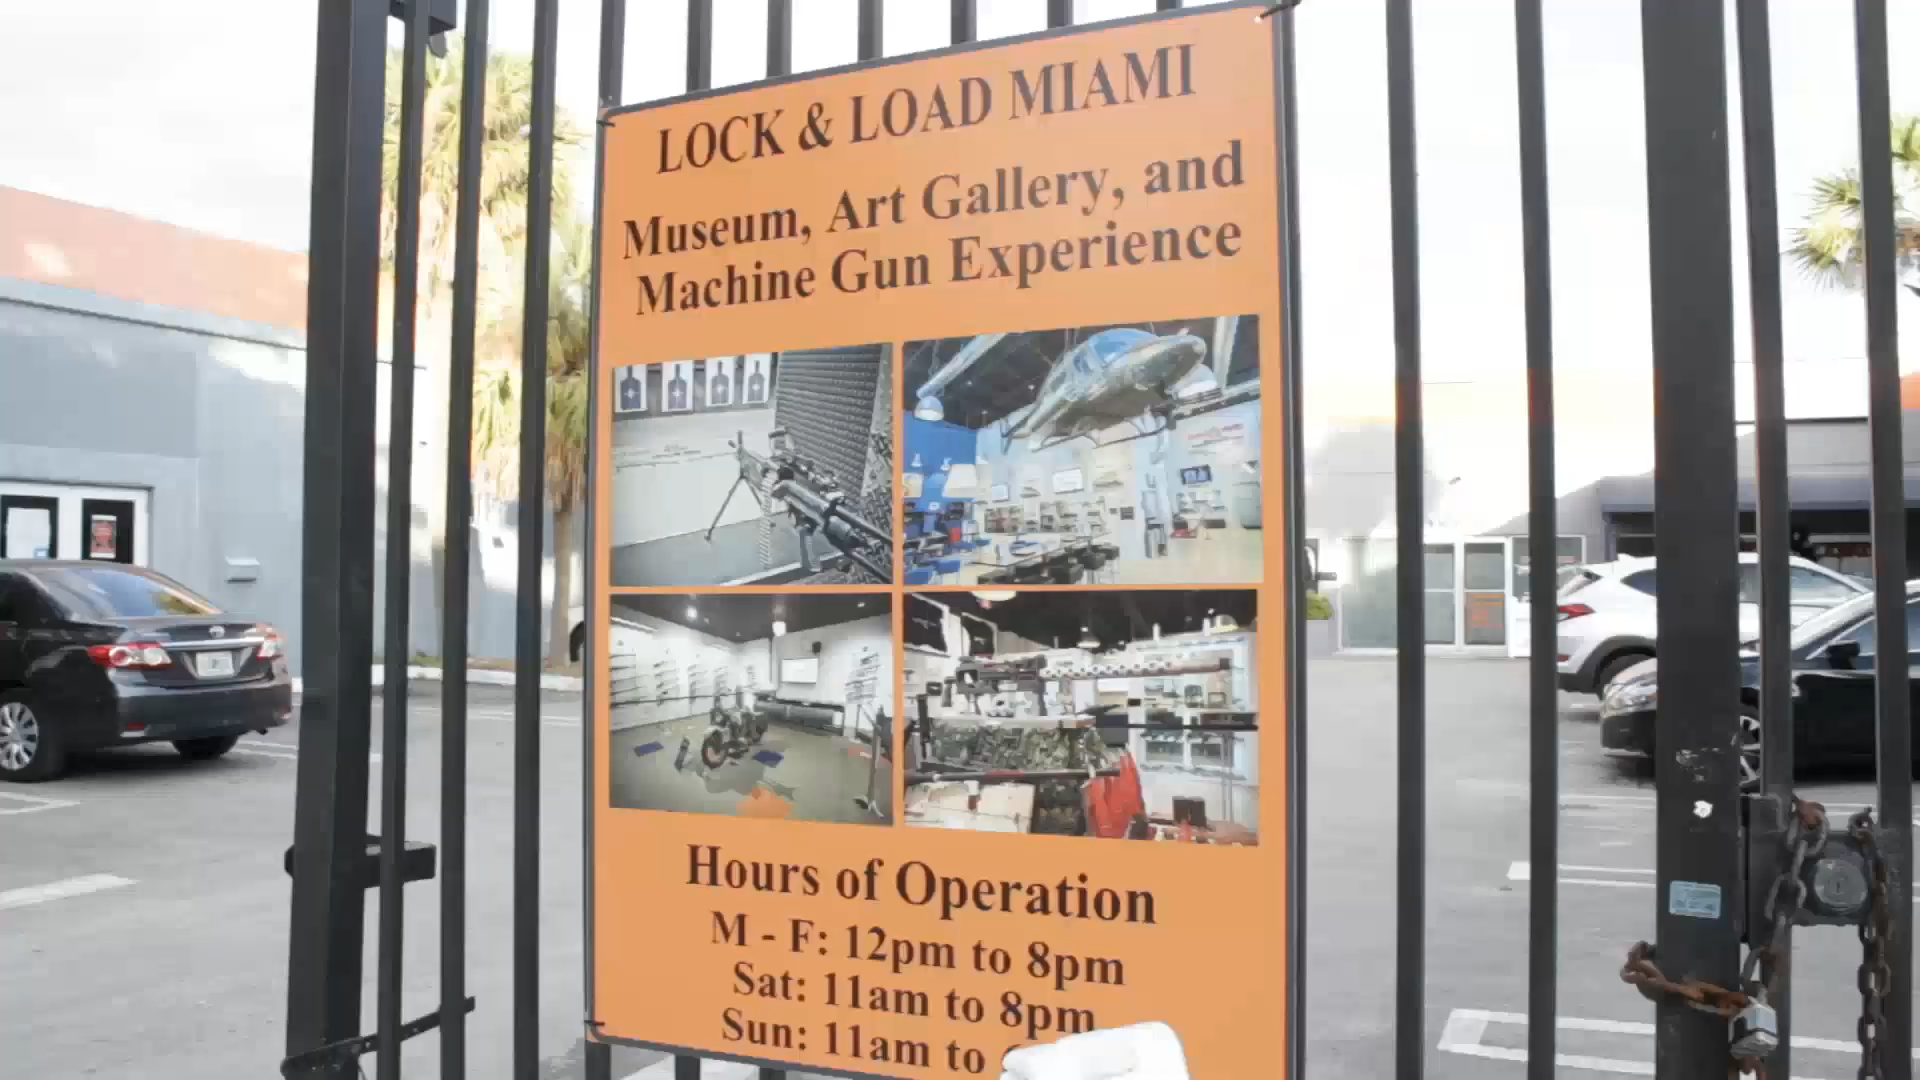 LOCK & LOAD MIAMI
Museum, Art Gallery, and
Machine Gun Experience
Hours of Operation
M - F: 12pm to 8pm
Sat: 11am to 8pm
Sun: 11am to